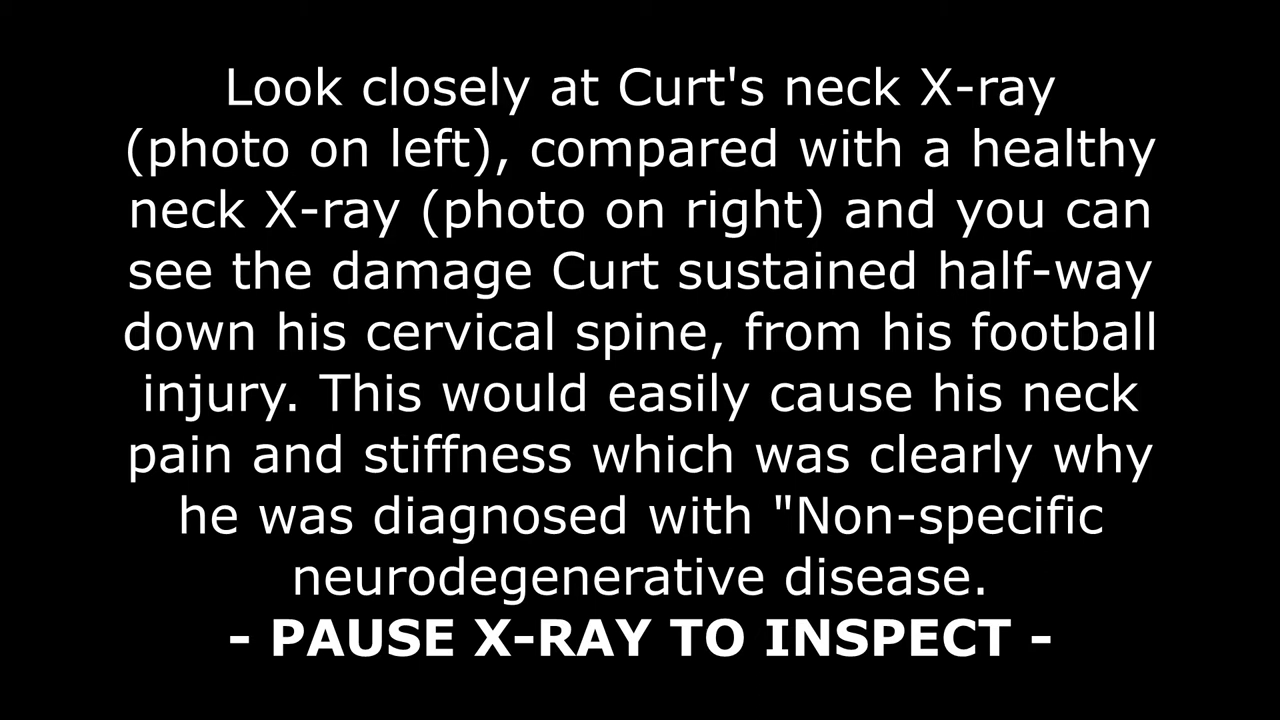 Look closely at Curt's neck X-ray
(photo on left), compared with a healthy
neck X-ray (photo on right) and you can
see the damage Curt sustained half-way
down his cervical spine, from his football
injury. This would easily cause his neck
pain and stiffness which was clearly why
he was diagnosed with "Non-specific
neurodegenerative disease.
- PAUSE X-RAY TO INSPECT -